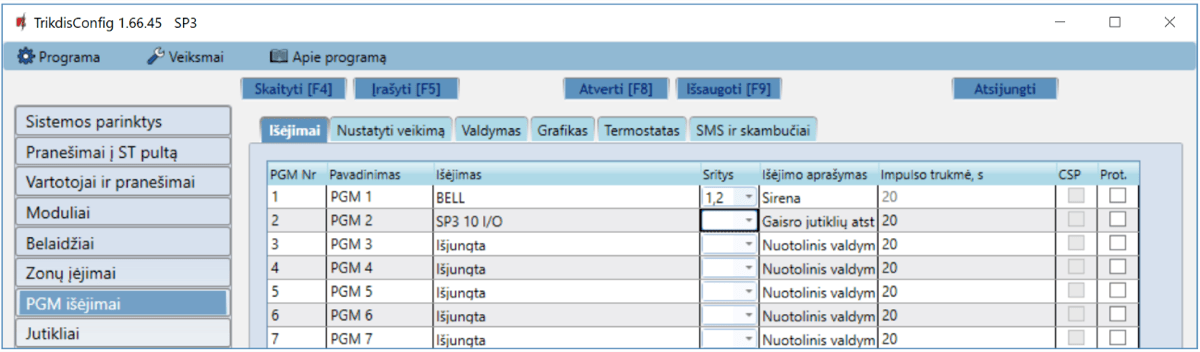 TrikdisConfig 1.66.45 SP3
Programa Veiksmai Apie programą
Skaityti [F4] Įrašyti [F5] Atverti [F8] Išsaugoti [F9] Atsijungti
Sistemos parinktys
Pranešimai į ST pultą
Vartotojai ir pranešimai
Moduliai
Belaidžiai
Zonų įėjimai
PGM išėjimai
Jutikliai
Išėjimai Nustatyti veikimą Valdymas Grafikas Termostatas SMS ir skambučiai
PGM Nr Pavadinimas Išėjimas Sritys Išėjimo aprašymas Impulso trukmė, s CSP Prot.
1 PGM 1 BELL 1,2 Sirena 20
2 PGM 2 SP3 10 I/O Gaisro jutiklių atst 20
3 PGM 3 Išjungta Nuotolinis valdym 20
4 PGM 4 Išjungta Nuotolinis valdym 20
5 PGM 5 Išjungta Nuotolinis valdym 20
6 PGM 6 Išjungta Nuotolinis valdym 20
7 PGM 7 Išjungta Nuotolinis valdym 20